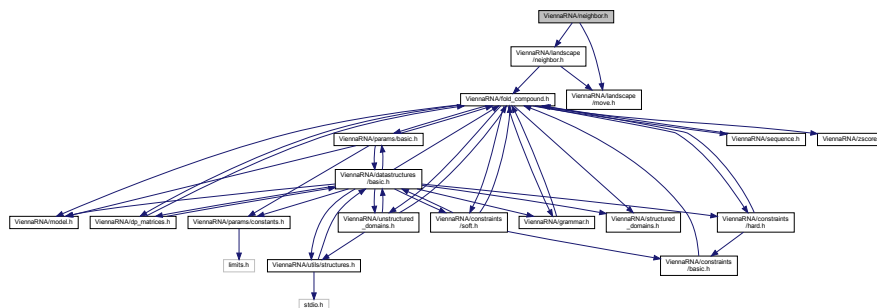 ViennaRNA/neighbor.h
ViennaRNA/landscape
/neighbor.h
ViennaRNA/fold_compound.h
ViennaRNA/landscape
/move.h
ViennaRNA/params/basic.h
ViennaRNA/sequence.h
ViennaRNA/zscore
ViennaRNA/datastructures
/basic.h
ViennaRNA/model.h
ViennaRNA/dp_matrices.h
ViennaRNA/params/constants.h
ViennaRNA/unstructured
_domains.h
ViennaRNA/constraints
/soft.h
ViennaRNA/grammar.h
ViennaRNA/structured
_domains.h
ViennaRNA/constraints
/hard.h
limits.h
ViennaRNA/utils/structures.h
ViennaRNA/constraints
/basic.h
stdio.h